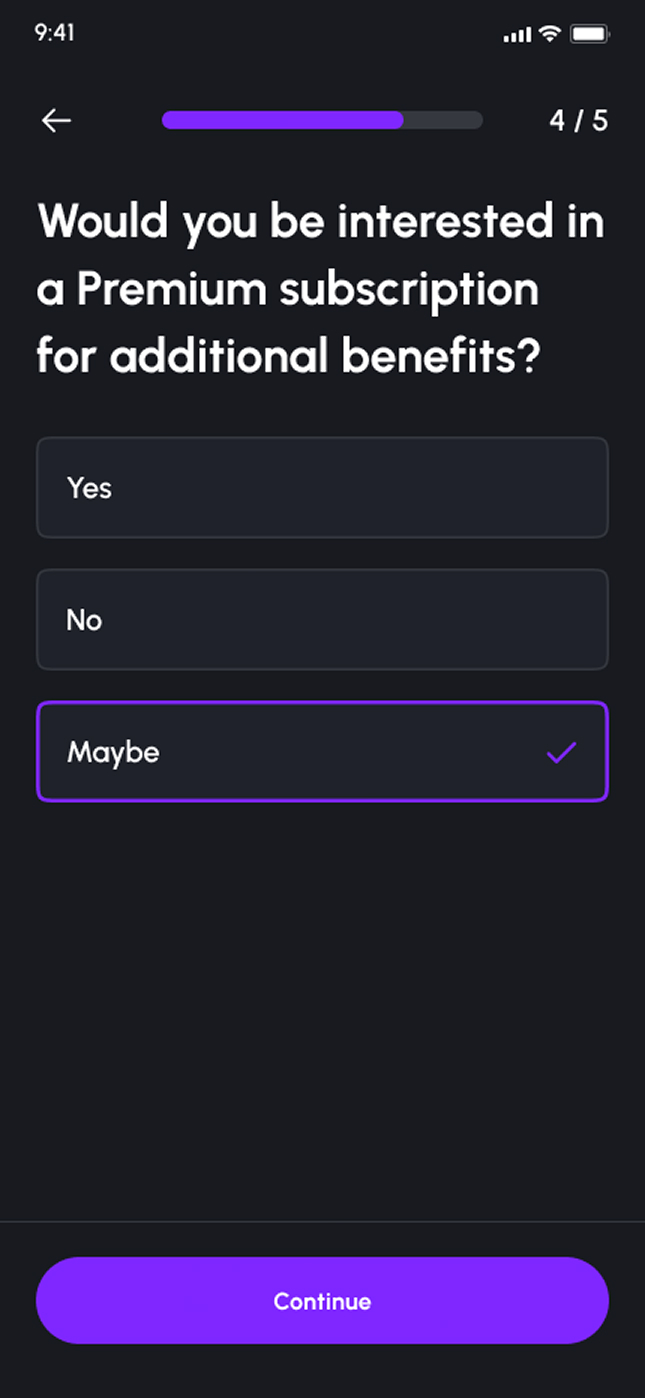 9:41
4 / 5
Would you be interested in
a Premium subscription
for additional benefits?
Yes
No
Maybe
Continue